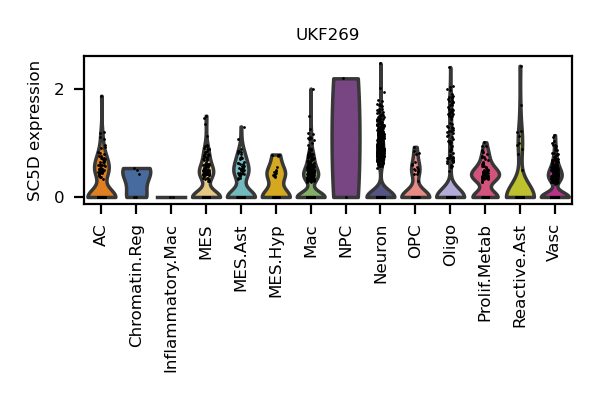 UKF269
SC5D expression
2
0
AC
Chromatin.Reg
Inflammatory.Mac
MES
MES.Ast
MES.Hyp
Mac
NPC
Neuron
OPC
Oligo
Prolif.Metab
Reactive.Ast
Vasc